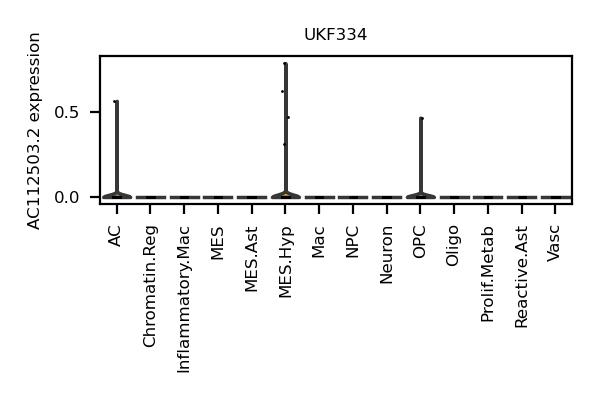 UKF334
AC112503.2 expression
0.5
0.0
AC
Chromatin.Reg
Inflammatory.Mac
MES
MES.Ast
MES.Hyp
Mac
NPC
Neuron
OPC
Oligo
Prolif.Metab
Reactive.Ast
Vasc